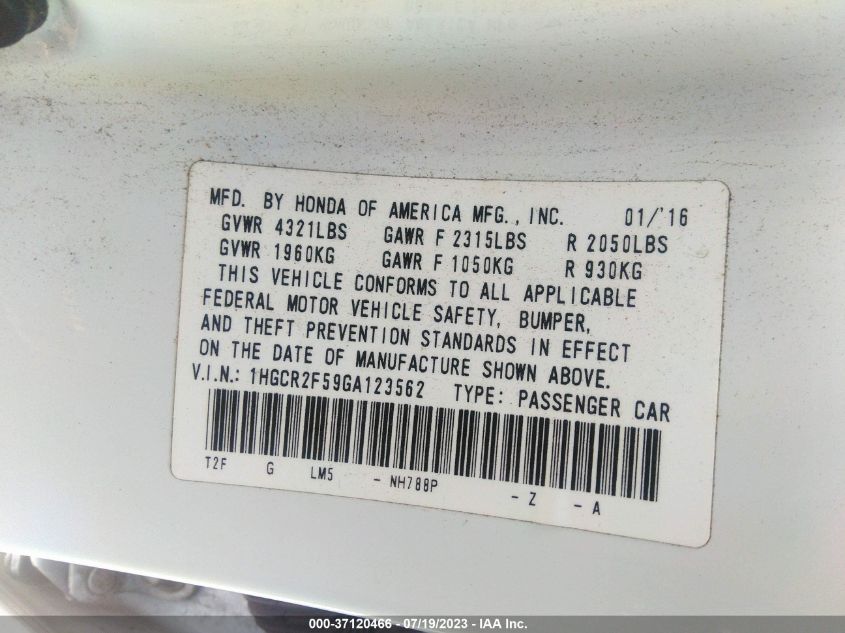 MFD. BY HONDA OF AMERICA MFG., INC. 01/'16
GVWR 4321LBS GAWR F 2315LBS R 2050LBS
GVWR 1960KG GAWR F 1050KG R 930KG
THIS VEHICLE CONFORMS TO ALL APPLICABLE
FEDERAL MOTOR VEHICLE SAFETY, BUMPER,
AND THEFT PREVENTION STANDARDS IN EFFECT
ON THE DATE OF MANUFACTURE SHOWN ABOVE.
V.I.N.: 1HGCR2F59GA123562 TYPE: PASSENGER CAR
T2F G LM5 - NH788P - Z - A
000-37120466 - 07/19/2023 - IAA Inc.